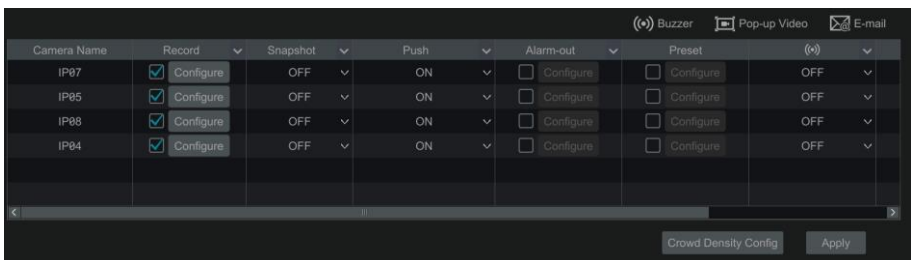 Buzzer Pop-up Video E-mail
Camera Name Record Snapshot Push Alarm-out Preset
IP07 Configure OFF ON Configure Configure OFF
IP05 Configure OFF ON Configure Configure OFF
IP08 Configure OFF ON Configure Configure OFF
IP04 Configure OFF ON Configure Configure OFF
Crowd Density Config Apply